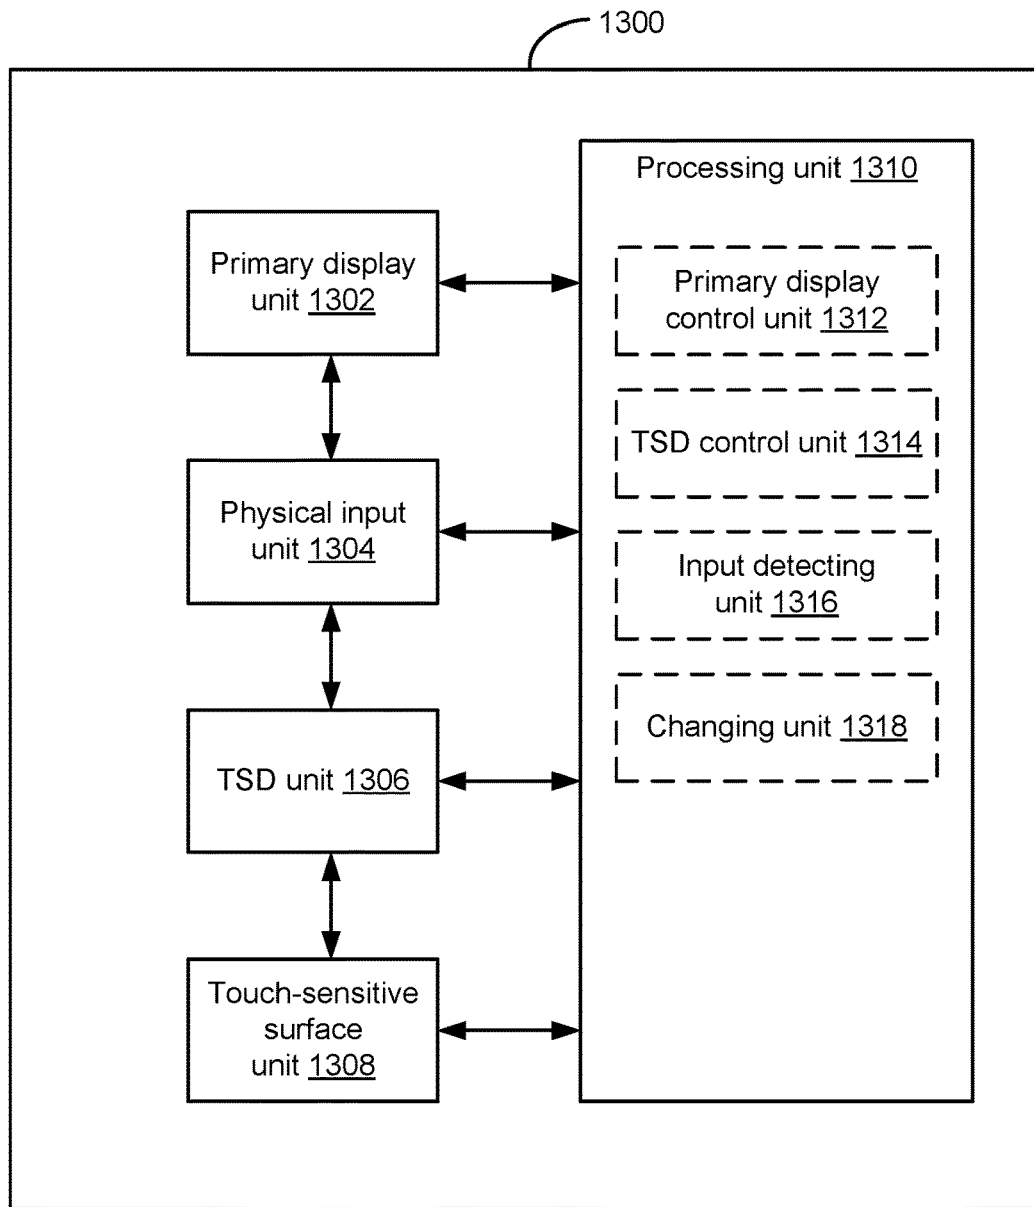 1300
Processing unit 1310
Primary display
unit 1302
Primary display
control unit 1312
TSD control unit 1314
Physical input
unit 1304
Input detecting
unit 1316
Changing unit 1318
TSD unit 1306
Touch-sensitive
surface
unit 1308